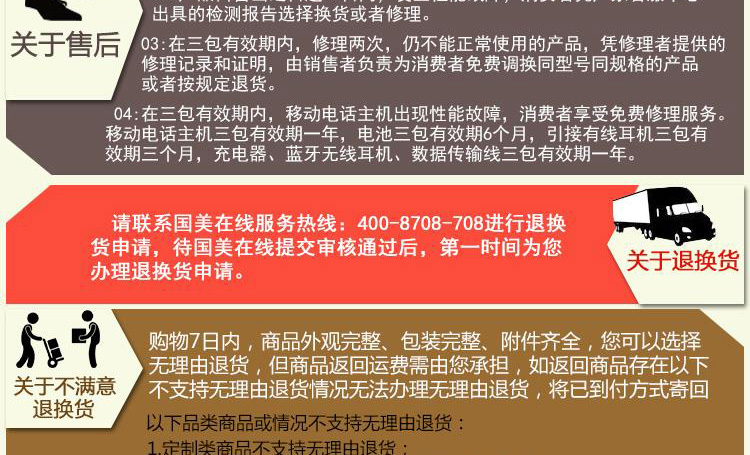 出具的检测报告选择换货或者修理。
关于售后
03:在三包有效期内，修理两次，仍不能正常使用的产品，凭修理者提供的
修理记录和证明，由销售者负责为消费者免费调换同型号同规格的产品
或者按规定退货。
04:在三包有效期内，移动电话主机出现性能故障，消费者享受免费修理服务。
移动电话主机三包有效期一年，电池三包有效期6个月，引接有线耳机三包有
效期三个月，充电器、蓝牙无线耳机、数据传输线三包有效期一年。
请联系国美在线服务热线：400-8708-708进行退换
货申请，待国美在线提交审核通过后，第一时间为您
办理退换货申请。
关于退换货
关于不满意
退换货
购物7日内，商品外观完整、包装完整、附件齐全，您可以选择
无理由退货，但商品返回运费需由您承担，如返回商品存在以下
不支持无理由退货情况无法办理无理由退货，将已到付方式寄回
以下品类商品或情况不支持无理由退货：
1.定制类商品不支持无理由退货；